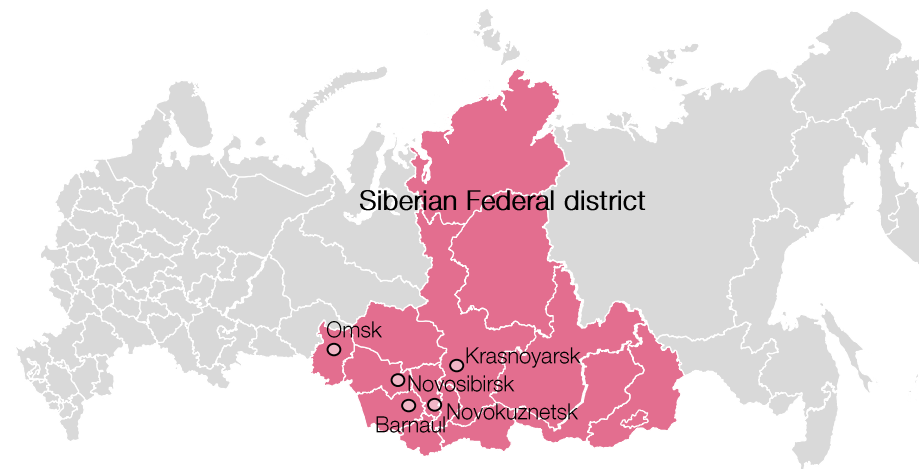 Siberian Federal district
Omsk
Krasnoyarsk
Novosibirsk
Novokuznetsk
Barnaul